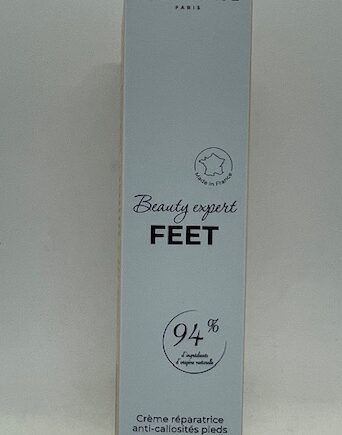 PARIS
Made in France
Beauty expert
FEET
94%
d'ingrédients
d'origine naturelle
Crème réparatrice
anti-callosités pieds